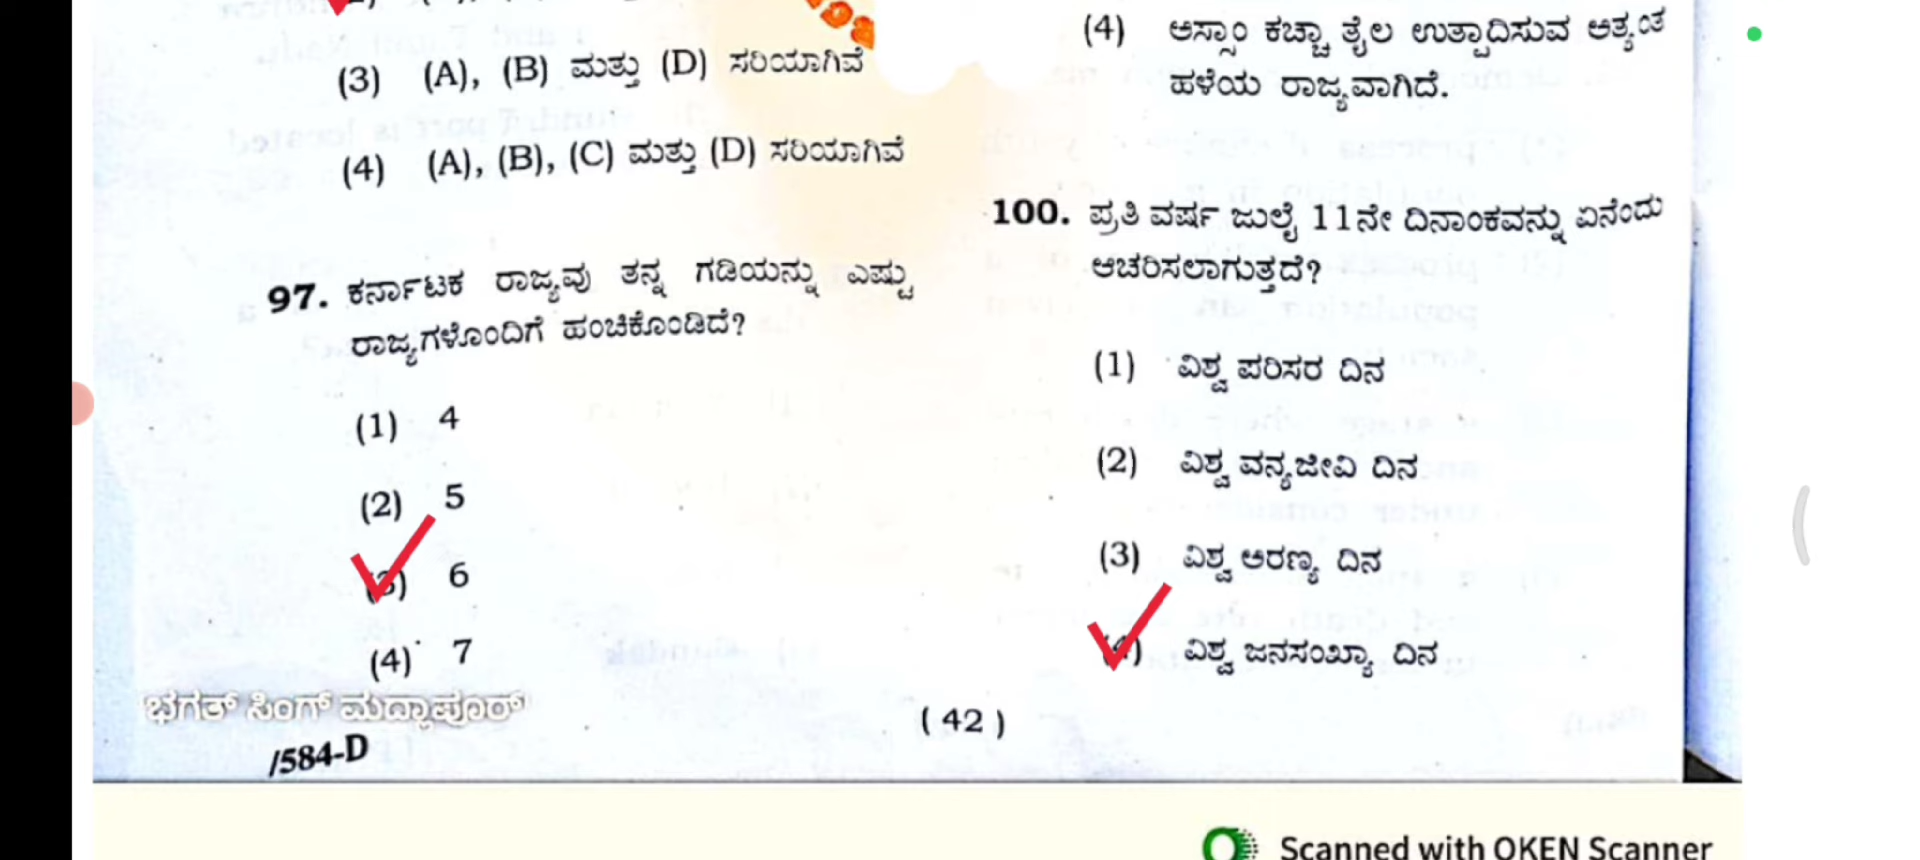 (3) (A), (B) ಮತ್ತು (D) ಸರಿಯಾಗಿವೆ
(4) (A), (B), (C) ಮತ್ತು (D) ಸರಿಯಾಗಿವೆ
97. ಕರ್ನಾಟಕ ರಾಜ್ಯವು ತನ್ನ ಗಡಿಯನ್ನು ಎಷ್ಟು
ರಾಜ್ಯಗಳೊಂದಿಗೆ ಹಂಚಿಕೊಂಡಿದೆ?
(1) 4
(2) 5
(3) 6
(4) 7
ಭಗತ್ ಸಿಂಗ್
/584-D
(4) ಅಸ್ಸಾಂ ಕಚ್ಚಾ ತೈಲ ಉತ್ಪಾದಿಸುವ ಅತ್ಯಂತ
ಹಳೆಯ ರಾಜ್ಯವಾಗಿದೆ.
100. ಪ್ರತಿ ವರ್ಷ ಜುಲೈ 11ನೇ ದಿನಾಂಕವನ್ನು ಏನೆಂದು
ಆಚರಿಸಲಾಗುತ್ತದೆ?
(1) ವಿಶ್ವ ಪರಿಸರ ದಿನ
(2) ವಿಶ್ವ ವನ್ಯಜೀವಿ ದಿನ
(3) ವಿಶ್ವ ಅರಣ್ಯ ದಿನ
(4) ವಿಶ್ವ ಜನಸಂಖ್ಯಾ ದಿನ
( 42 )
Scanned with OKEN Scanner